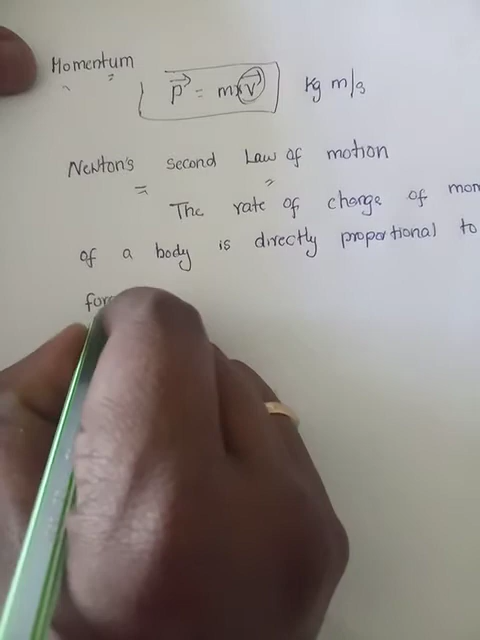 Momentum
p = m×v kg m/s
Newton's second Law of motion
The rate of change of mom
of a body is directly proportional to
for